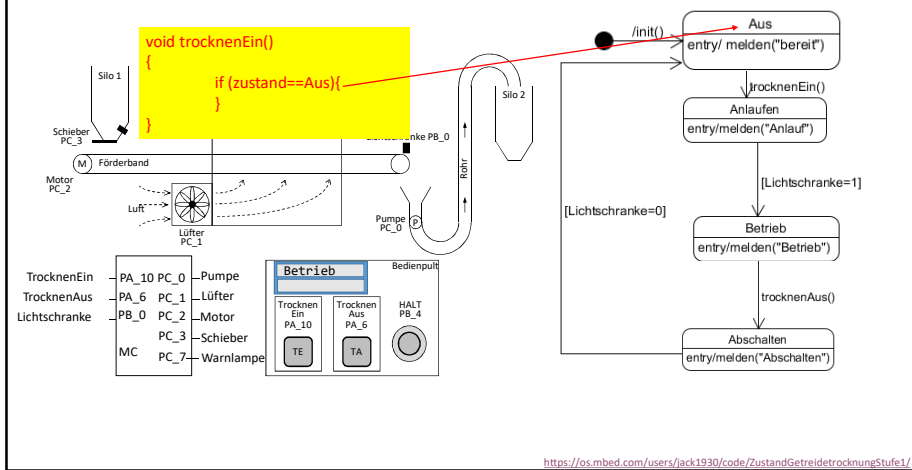 void trocknenEin()
{
if (zustand==Aus){
}
}
Silo 1
Schieber
PC_3
M
Förderband
Motor
PC_2
Luft
Lüfter
PC_1
PB_0
Pumpe
PC_0
P
Rohr
Silo 2
TrocknenEin
TrocknenAus
Lichtschranke
PA_10 PC_0
PA_6 PC_1
PB_0 PC_2
PC_3
MC PC_7
Pumpe
Lüfter
Motor
Schieber
Warnlampe
Bedienpult
Betrieb
Trocknen
Ein
PA_10
TE
Trocknen
Aus
PA_6
TA
HALT
PB_4
/init()
Aus
entry/ melden("bereit")
trocknenEin()
Anlaufen
entry/melden("Anlauf")
[Lichtschranke=1]
[Lichtschranke=0]
Betrieb
entry/melden("Betrieb")
trocknenAus()
Abschalten
entry/melden("Abschalten")
https://os.mbed.com/users/jack1930/code/ZustandGetreidetrocknungStufe1/